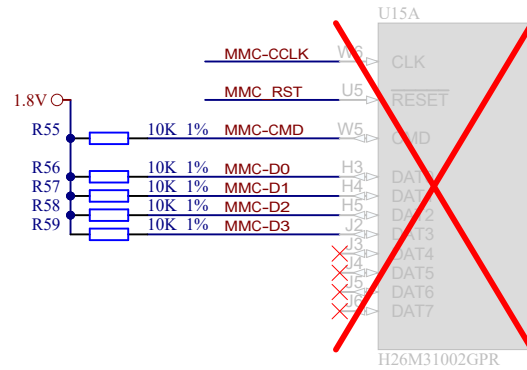 U15A
MMC-CCLK W6 CLK
MMC_RST U5 RESET
1.8V
R55 10K 1% MMC-CMD W5 CMD
R56 10K 1% MMC-D0 H3
R57 10K 1% MMC-D1 H4
R58 10K 1% MMC-D2 H5 DAT2
R59 10K 1% MMC-D3 J2 DAT3
J3 DAT4
J4 DAT5
J5 DAT6
J6 DAT7
H26M31002GPR